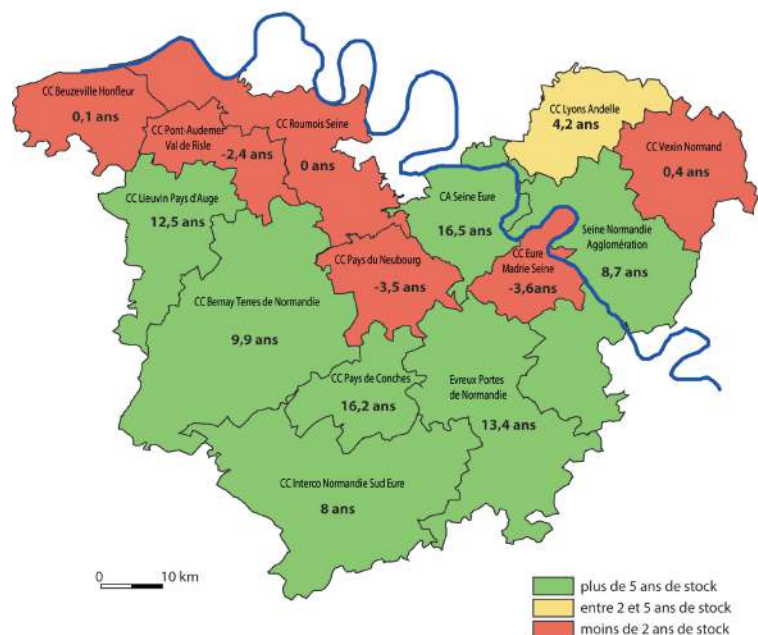 CC Beuzeville Honfleur
0,1 ans
CC Pont-Audemer
Val de Risle
-2,4 ans
CC Roumois Seine
0 ans
CC Lyons Andelle
4,2 ans
CC Vexin Normand
0,4 ans
CC Lieuvin Pays d'Auge
12,5 ans
CA Seine Eure
16,5 ans
Seine Normandie
Agglomération
8,7 ans
CC Pays du Neubourg
-3,5 ans
CC Eure
Madrie Seine
-3,6ans
CC Bernay Terres de Normandie
9,9 ans
CC Pays de Conches
16,2 ans
Evreux Portes
de Normandie
13,4 ans
CC Interco Normandie Sud Eure
8 ans
0 10 km
plus de 5 ans de stock
entre 2 et 5 ans de stock
moins de 2 ans de stock